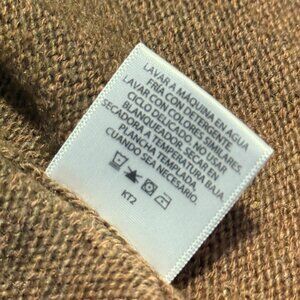 LAVAR A MAQUINA EN AGUA
FRIA CON DETERGENTE.
LAVAR CON COLORES SIMILARES.
CICLO DELICADO. NO USAR
BLANQUEADOR. SECAR EN
SECADOR A TEMPERATURA BAJA.
PLANCHA TEMPLADA,
CUANDO SEA NECESARIO.
KT2